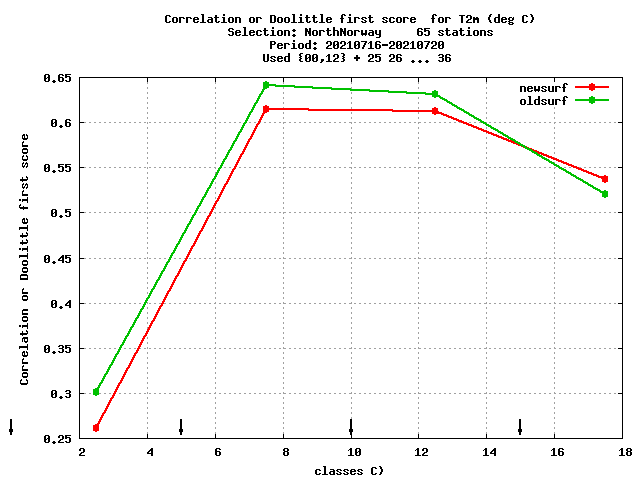 Correlation or Doolittle first score  for T2m (deg C)
Selection: NorthNorway     65 stations
Period: 20210716-20210720
Used {00,12} + 25 26 ... 36
newsurf
oldsurf
0.65
0.6
0.55
0.5
0.45
0.4
0.35
0.3
0.25
Correlation or Doolittle first score
2 4 6 8 10 12 14 16 18
classes C)